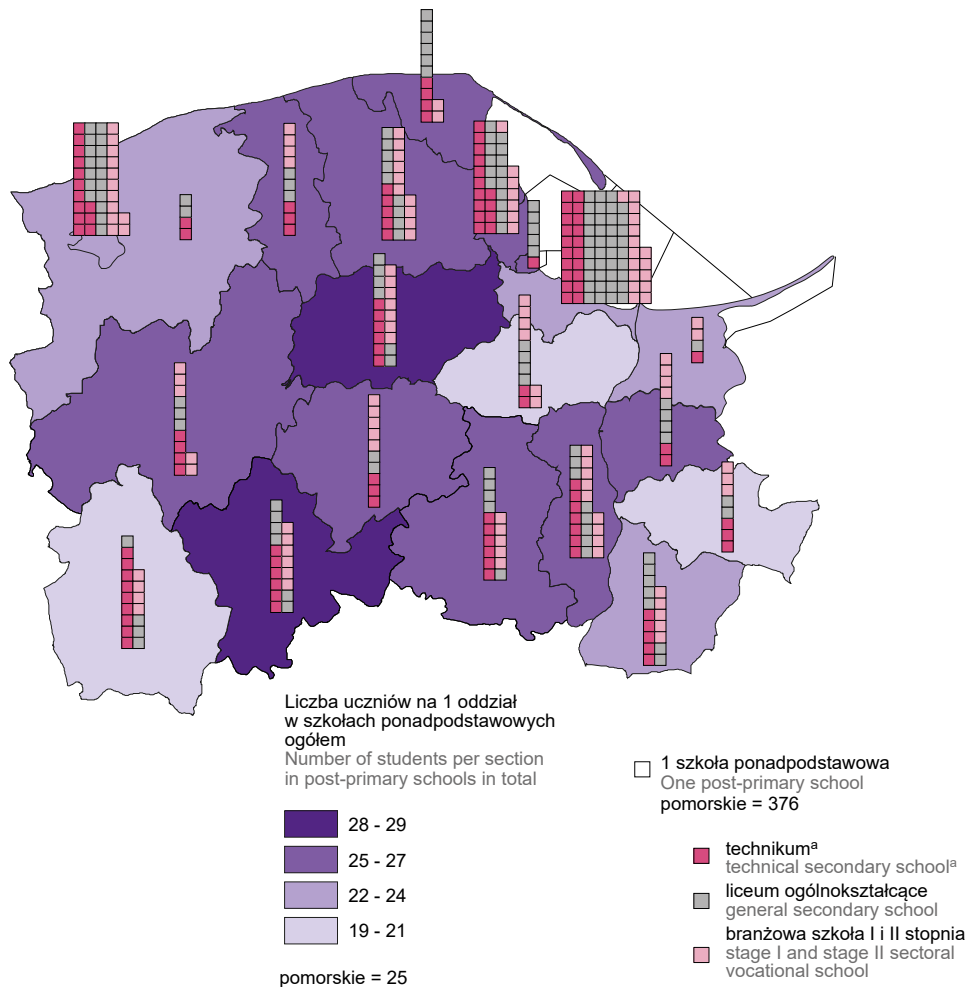 Liczba uczniów na 1 oddział
w szkołach ponadpodstawowych
ogółem
Number of students per section
in post-primary schools in total
28 - 29
25 - 27
22 - 24
19 - 21
pomorskie = 25
1 szkoła ponadpodstawowa
One post-primary school
pomorskie = 376
technikumᵃ
technical secondary schoolᵃ
liceum ogólnokształcące
general secondary school
branżowa szkoła I i II stopnia
stage I and stage II sectoral
vocational school